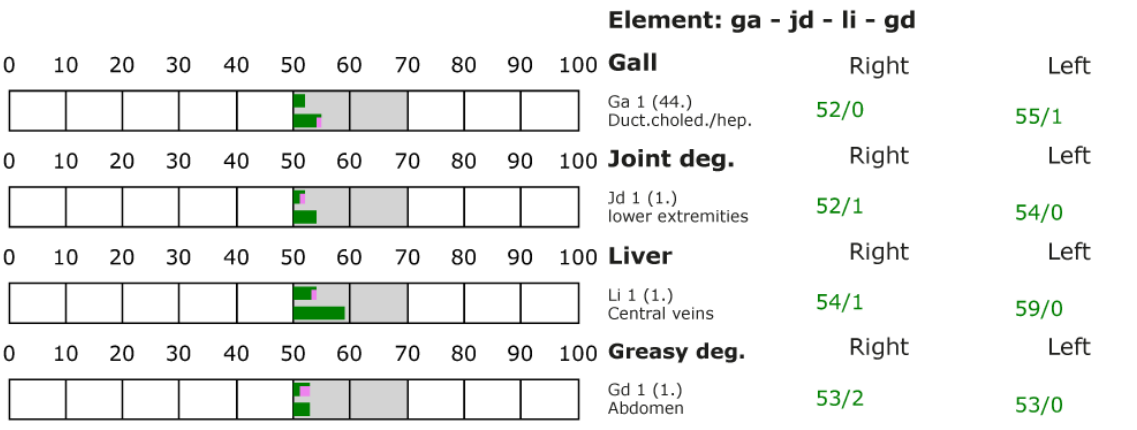 Element: ga - jd - li - gd
0 10 20 30 40 50 60 70 80 90 100 Gall Right Left
Ga 1 (44.)
Duct.choled./hep.
52/0 55/1
0 10 20 30 40 50 60 70 80 90 100 Joint deg. Right Left
Jd 1 (1.)
lower extremities
52/1 54/0
0 10 20 30 40 50 60 70 80 90 100 Liver Right Left
Li 1 (1.)
Central veins
54/1 59/0
0 10 20 30 40 50 60 70 80 90 100 Greasy deg. Right Left
Gd 1 (1.)
Abdomen
53/2 53/0